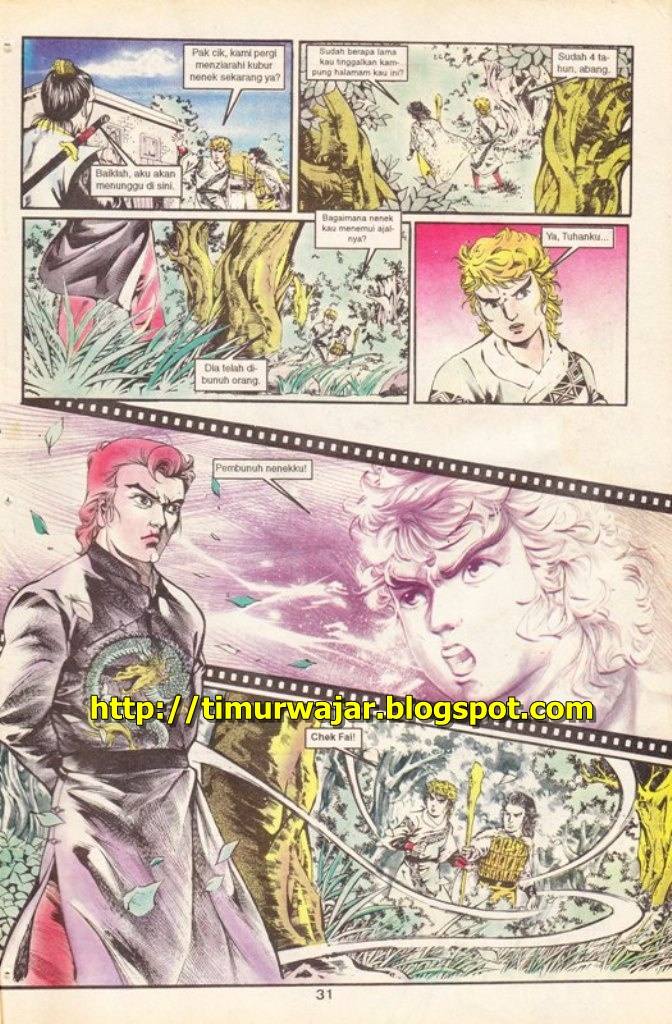 Pak cik, kami pergi
menziarahi kubur
nenek sekarang ya?
Baiklah, aku akan
menunggu di sini.
Sudah berapa lama
kau tinggalkan kam-
pung halamam kau ini?
Sudah 4 ta-
hun, abang.
Bagaimana nenek
kau menemui ajal-
nya?
Dia telah di-
bunuh orang.
Ya, Tuhanku...
Pembunuh nenekku!
http://timurwajar.blogspot.com
Chek Fai!
31